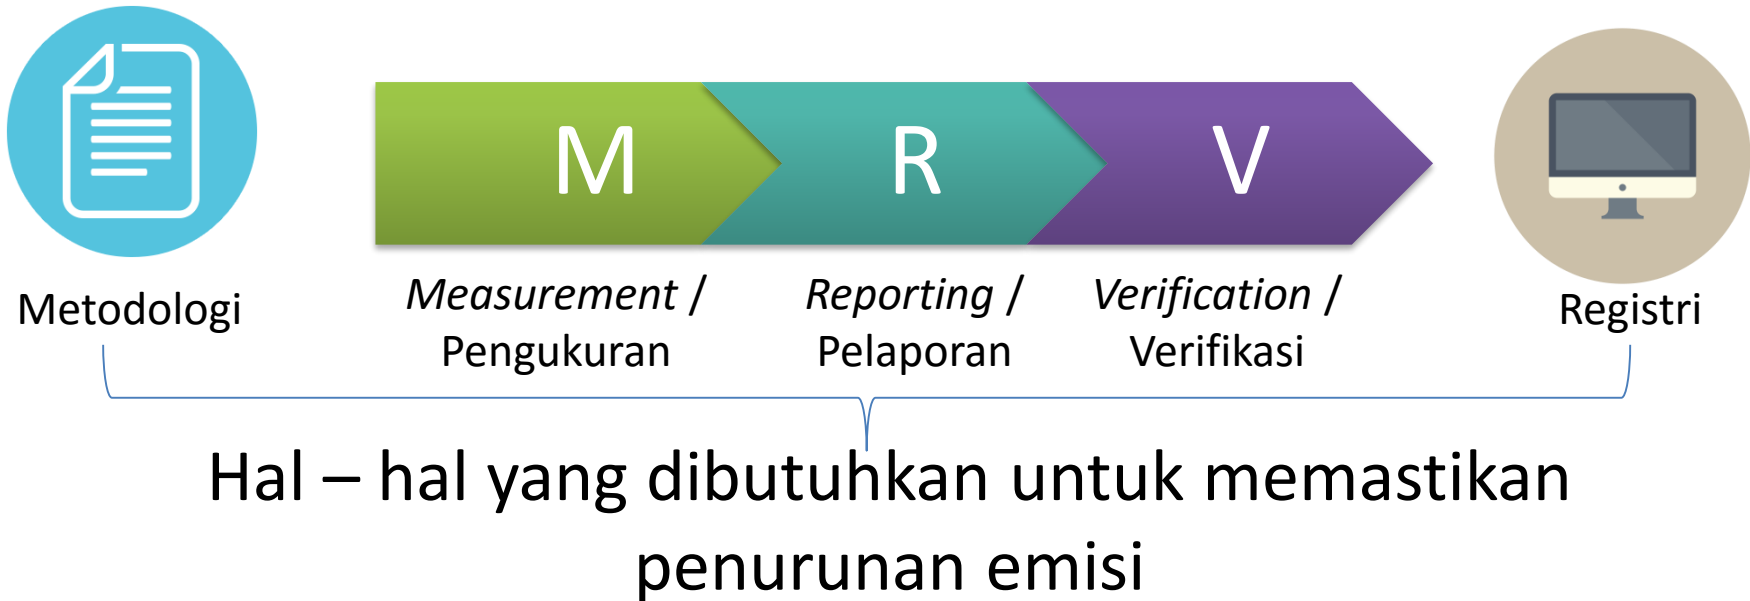 M
R
V
Metodologi
Measurement /
Pengukuran
Reporting /
Pelaporan
Verification /
Verifikasi
Registri
Hal – hal yang dibutuhkan untuk memastikan
penurunan emisi